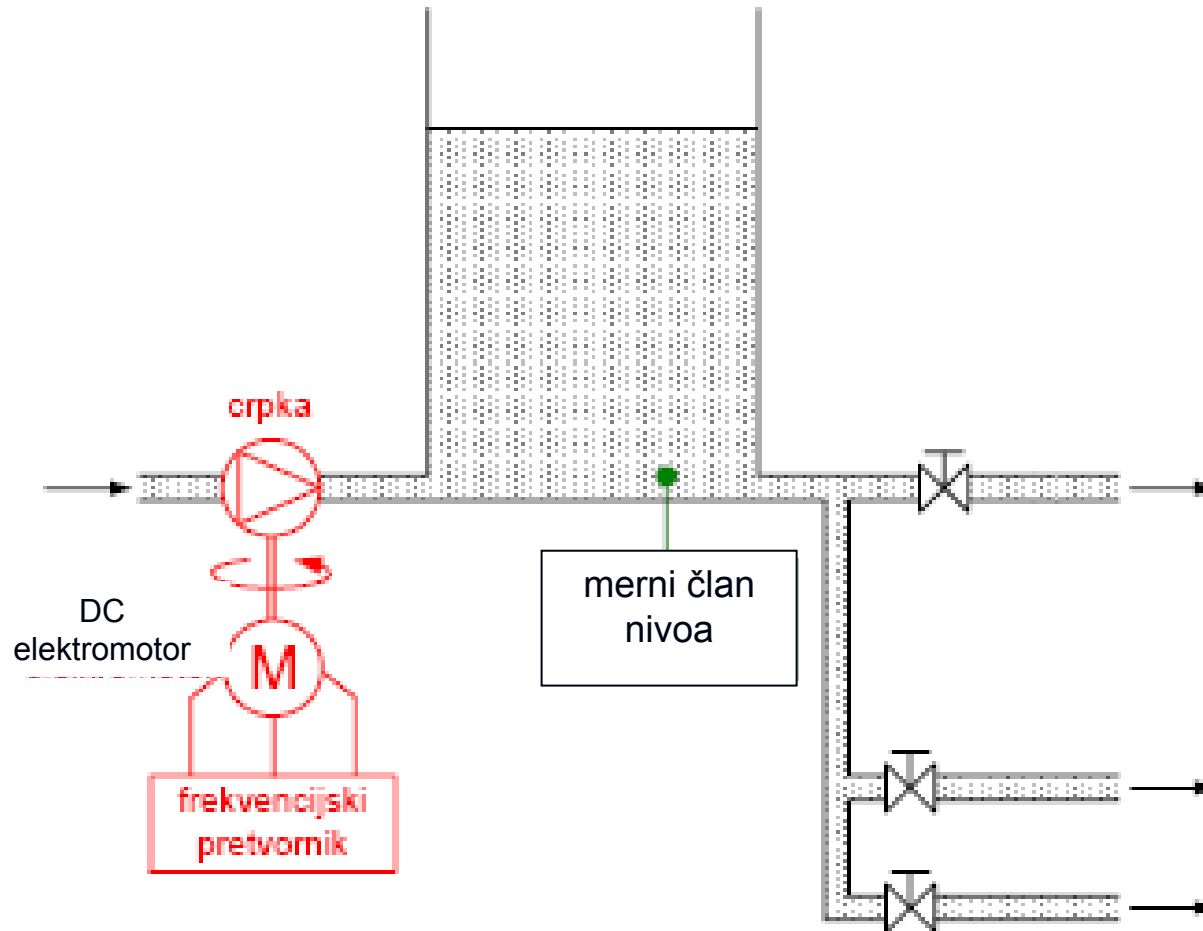 crpka
DC
elektromotor
M
frekvencijski
pretvornik
merni član
nivoa